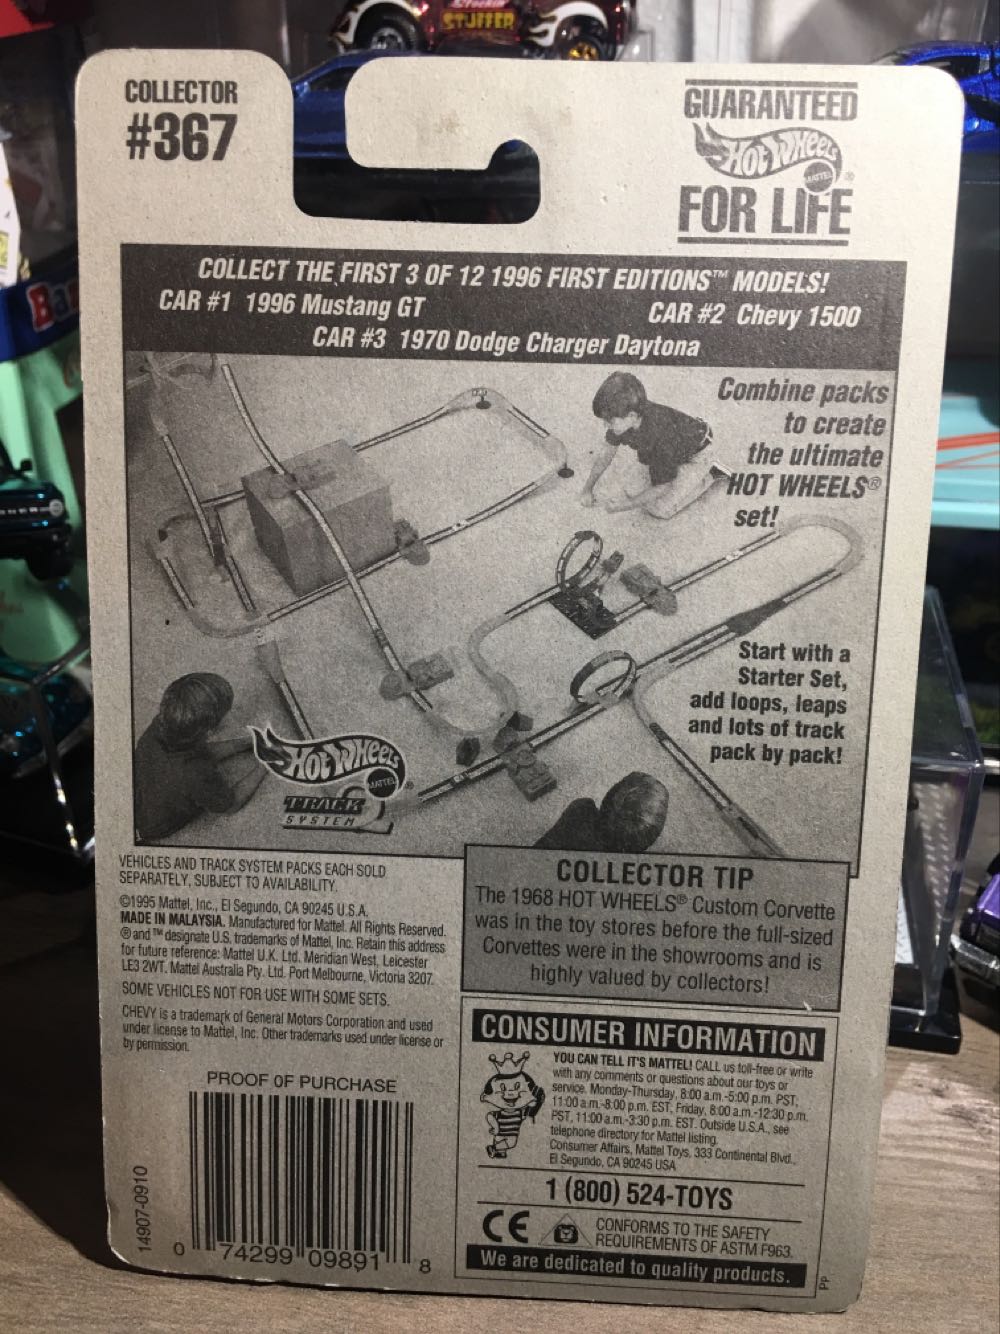 Stockin'
STUFFER
COLLECTOR
#367
GUARANTEED
HOT WHEELS
MATTEL ®
FOR LIFE
COLLECT THE FIRST 3 OF 12 1996 FIRST EDITIONS™ MODELS!
CAR #1 1996 Mustang GT
CAR #2 Chevy 1500
CAR #3 1970 Dodge Charger Daytona
Combine packs
to create
the ultimate
HOT WHEELS®
set!
Start with a
Starter Set,
add loops, leaps
and lots of track
pack by pack!
HOT WHEELS
MATTEL ®
TRACK 2
SYSTEM
VEHICLES AND TRACK SYSTEM PACKS EACH SOLD
SEPARATELY, SUBJECT TO AVAILABILITY.
©1995 Mattel, Inc., El Segundo, CA 90245 U.S.A.
MADE IN MALAYSIA. Manufactured for Mattel. All Rights Reserved.
® and ™ designate U.S. trademarks of Mattel, Inc. Retain this address
for future reference: Mattel U.K. Ltd. Meridian West, Leicester
LE3 2WT. Mattel Australia Pty. Ltd. Port Melbourne, Victoria 3207.
SOME VEHICLES NOT FOR USE WITH SOME SETS.
CHEVY is a trademark of General Motors Corporation and used
under license to Mattel, Inc. Other trademarks used under license or
by permission.
COLLECTOR TIP
The 1968 HOT WHEELS® Custom Corvette
was in the toy stores before the full-sized
Corvettes were in the showrooms and is
highly valued by collectors!
CONSUMER INFORMATION
YOU CAN TELL IT'S MATTEL! CALL us toll-free or write
with any comments or questions about our toys or
service. Monday-Thursday, 8:00 a.m.-5:00 p.m. PST,
11:00 a.m.-8:00 p.m. EST, Friday, 8:00 a.m.-12:30 p.m.
PST, 11:00 a.m.-3:30 p.m. EST. Outside U.S.A., see
telephone directory for Mattel listing.
Consumer Affairs, Mattel Toys, 333 Continental Blvd.,
El Segundo, CA 90245 USA
1 (800) 524-TOYS
CE
CONFORMS TO THE SAFETY
REQUIREMENTS OF ASTM F963.
We are dedicated to quality products.
PP
PROOF OF PURCHASE
14907-0910
0 74299 09891 8